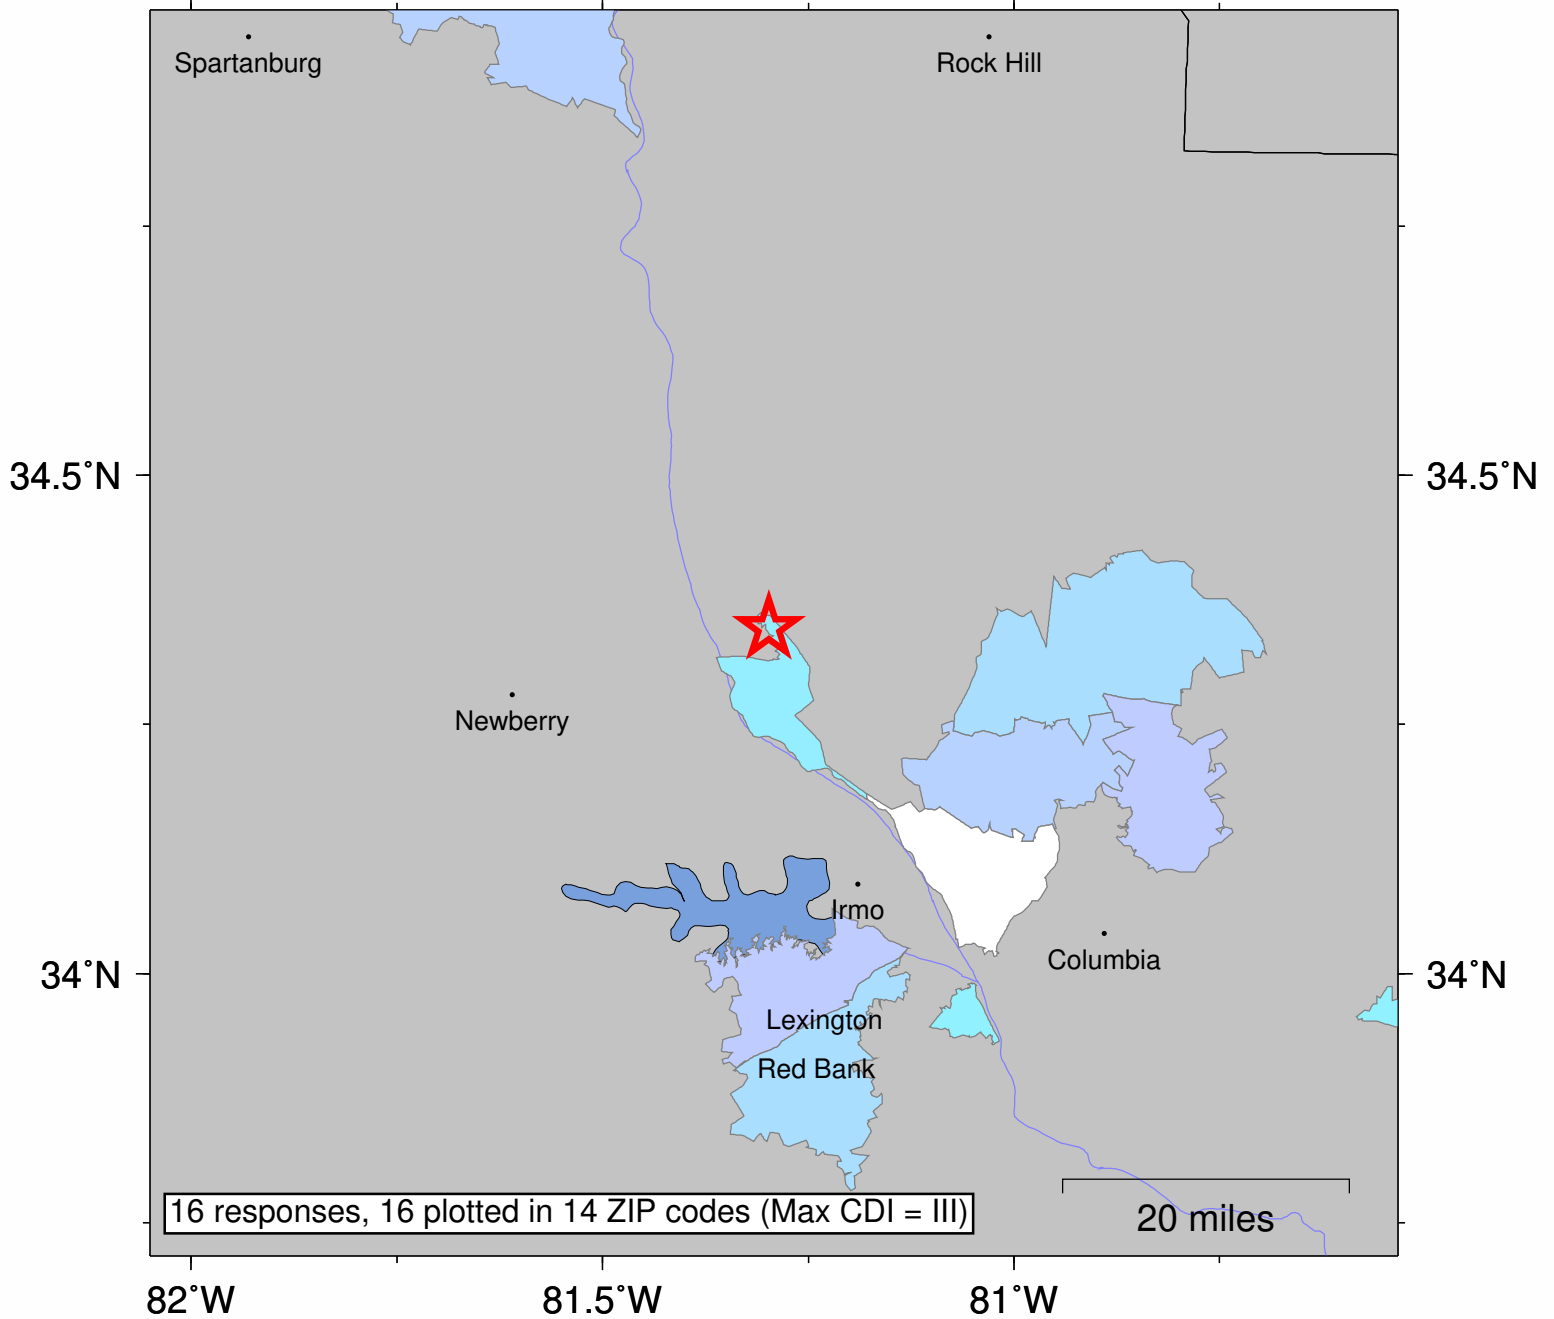 Spartanburg
Rock Hill
34.5°N
34.5°N
Newberry
Irmo
Columbia
34°N
34°N
Lexington
Red Bank
16 responses, 16 plotted in 14 ZIP codes (Max CDI = III)
20 miles
82°W
81.5°W
81°W